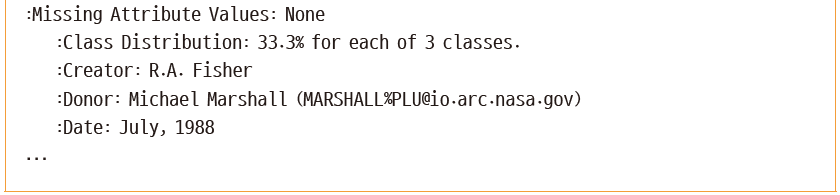 :Missing Attribute Values: None
:Class Distribution: 33.3% for each of 3 classes.
:Creator: R.A. Fisher
:Donor: Michael Marshall (MARSHALL%PLU@io.arc.nasa.gov)
:Date: July, 1988
...